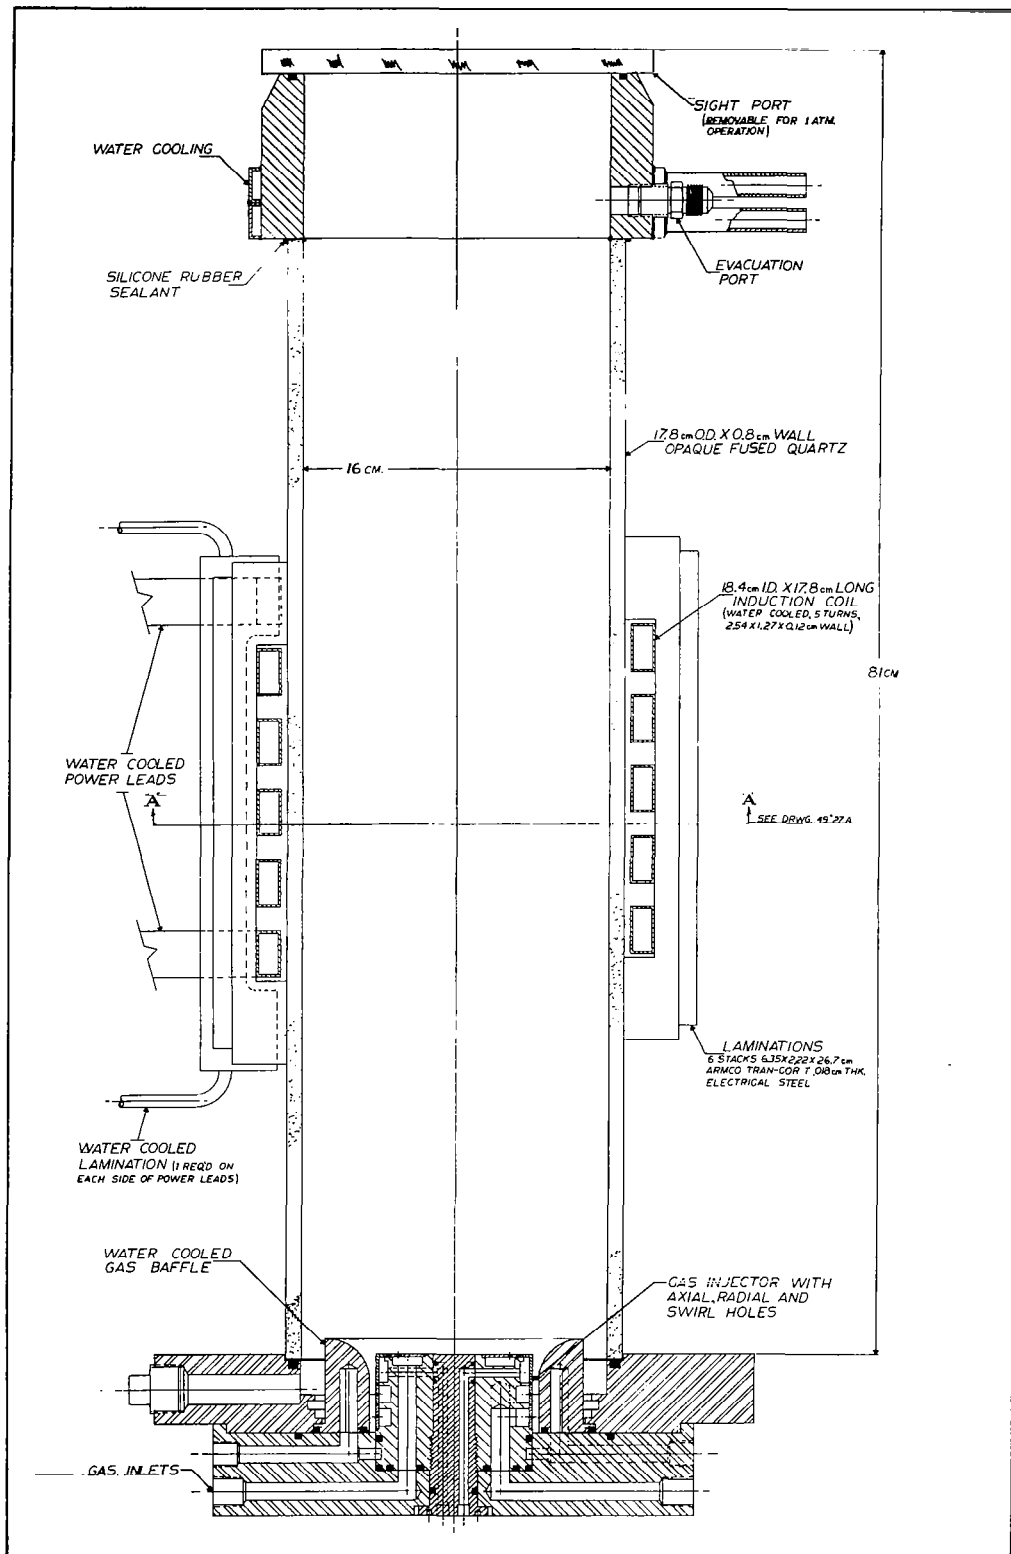 SIGHT PORT
(REMOVABLE FOR 1 ATM.
OPERATION)
WATER COOLING
EVACUATION
PORT
SILICONE RUBBER
SEALANT
17.8 cm O.D. X 0.8 cm WALL
OPAQUE FUSED QUARTZ
16 CM.
18.4 cm I.D. X 17.8 cm LONG
INDUCTION COIL
(WATER COOLED, 5 TURNS,
2.54 X 1.27 X 0.12 cm WALL)
81 CM
WATER COOLED
POWER LEADS
A
A
SEE DRWG. 49*27A
LAMINATIONS
6 STACKS 6.35 X 2.22 X 26.7 cm
ARMCO TRAN-COR T .018 cm THK.
ELECTRICAL STEEL
WATER COOLED
LAMINATION (1 REQ'D ON
EACH SIDE OF POWER LEADS)
WATER COOLED
GAS BAFFLE
GAS INJECTOR WITH
AXIAL, RADIAL AND
SWIRL HOLES
GAS INLETS